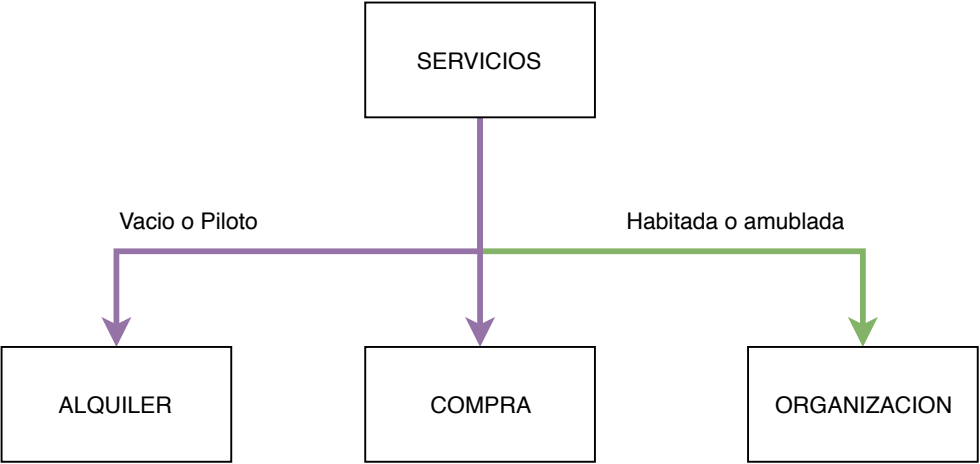 SERVICIOS
Vacio o Piloto
Habitada o amublada
ALQUILER
COMPRA
ORGANIZACION